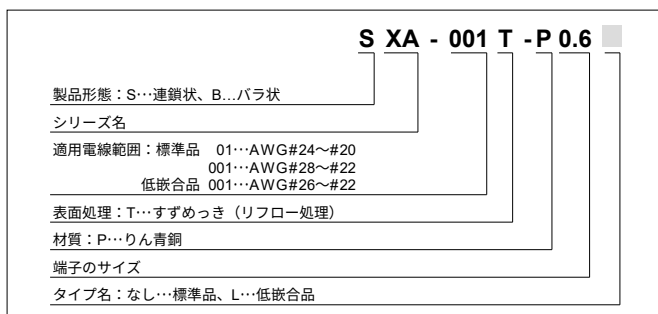 S XA - 001 T - P 0.6
製品形態：S…連鎖状、B...バラ状
シリーズ名
適用電線範囲：標準品 01…AWG#24〜#20
001…AWG#28〜#22
低嵌合品 001…AWG#26〜#22
表面処理：T…すずめっき（リフロー処理）
材質：P…りん青銅
端子のサイズ
タイプ名：なし…標準品、L…低嵌合品